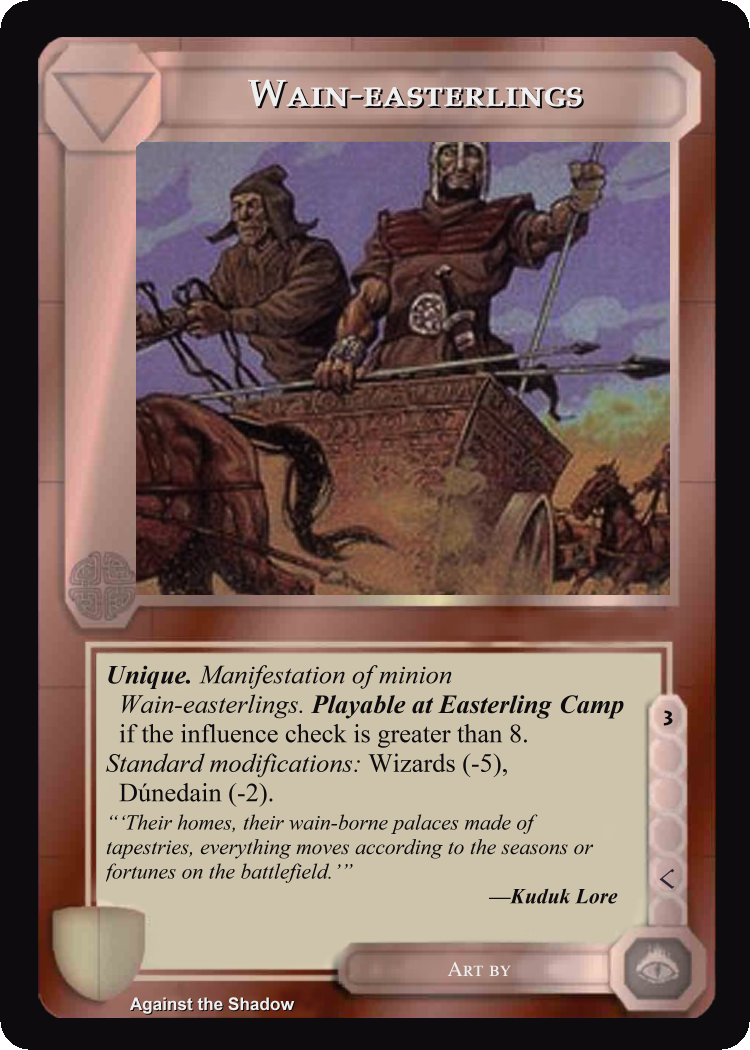 Wain-easterlings
Unique. Manifestation of minion
Wain-easterlings. Playable at Easterling Camp
if the influence check is greater than 8.
Standard modifications: Wizards (-5),
Dúnedain (-2).
“‘Their homes, their wain-borne palaces made of
tapestries, everything moves according to the seasons or
fortunes on the battlefield.’”
—Kuduk Lore
3
Art by
Against the Shadow